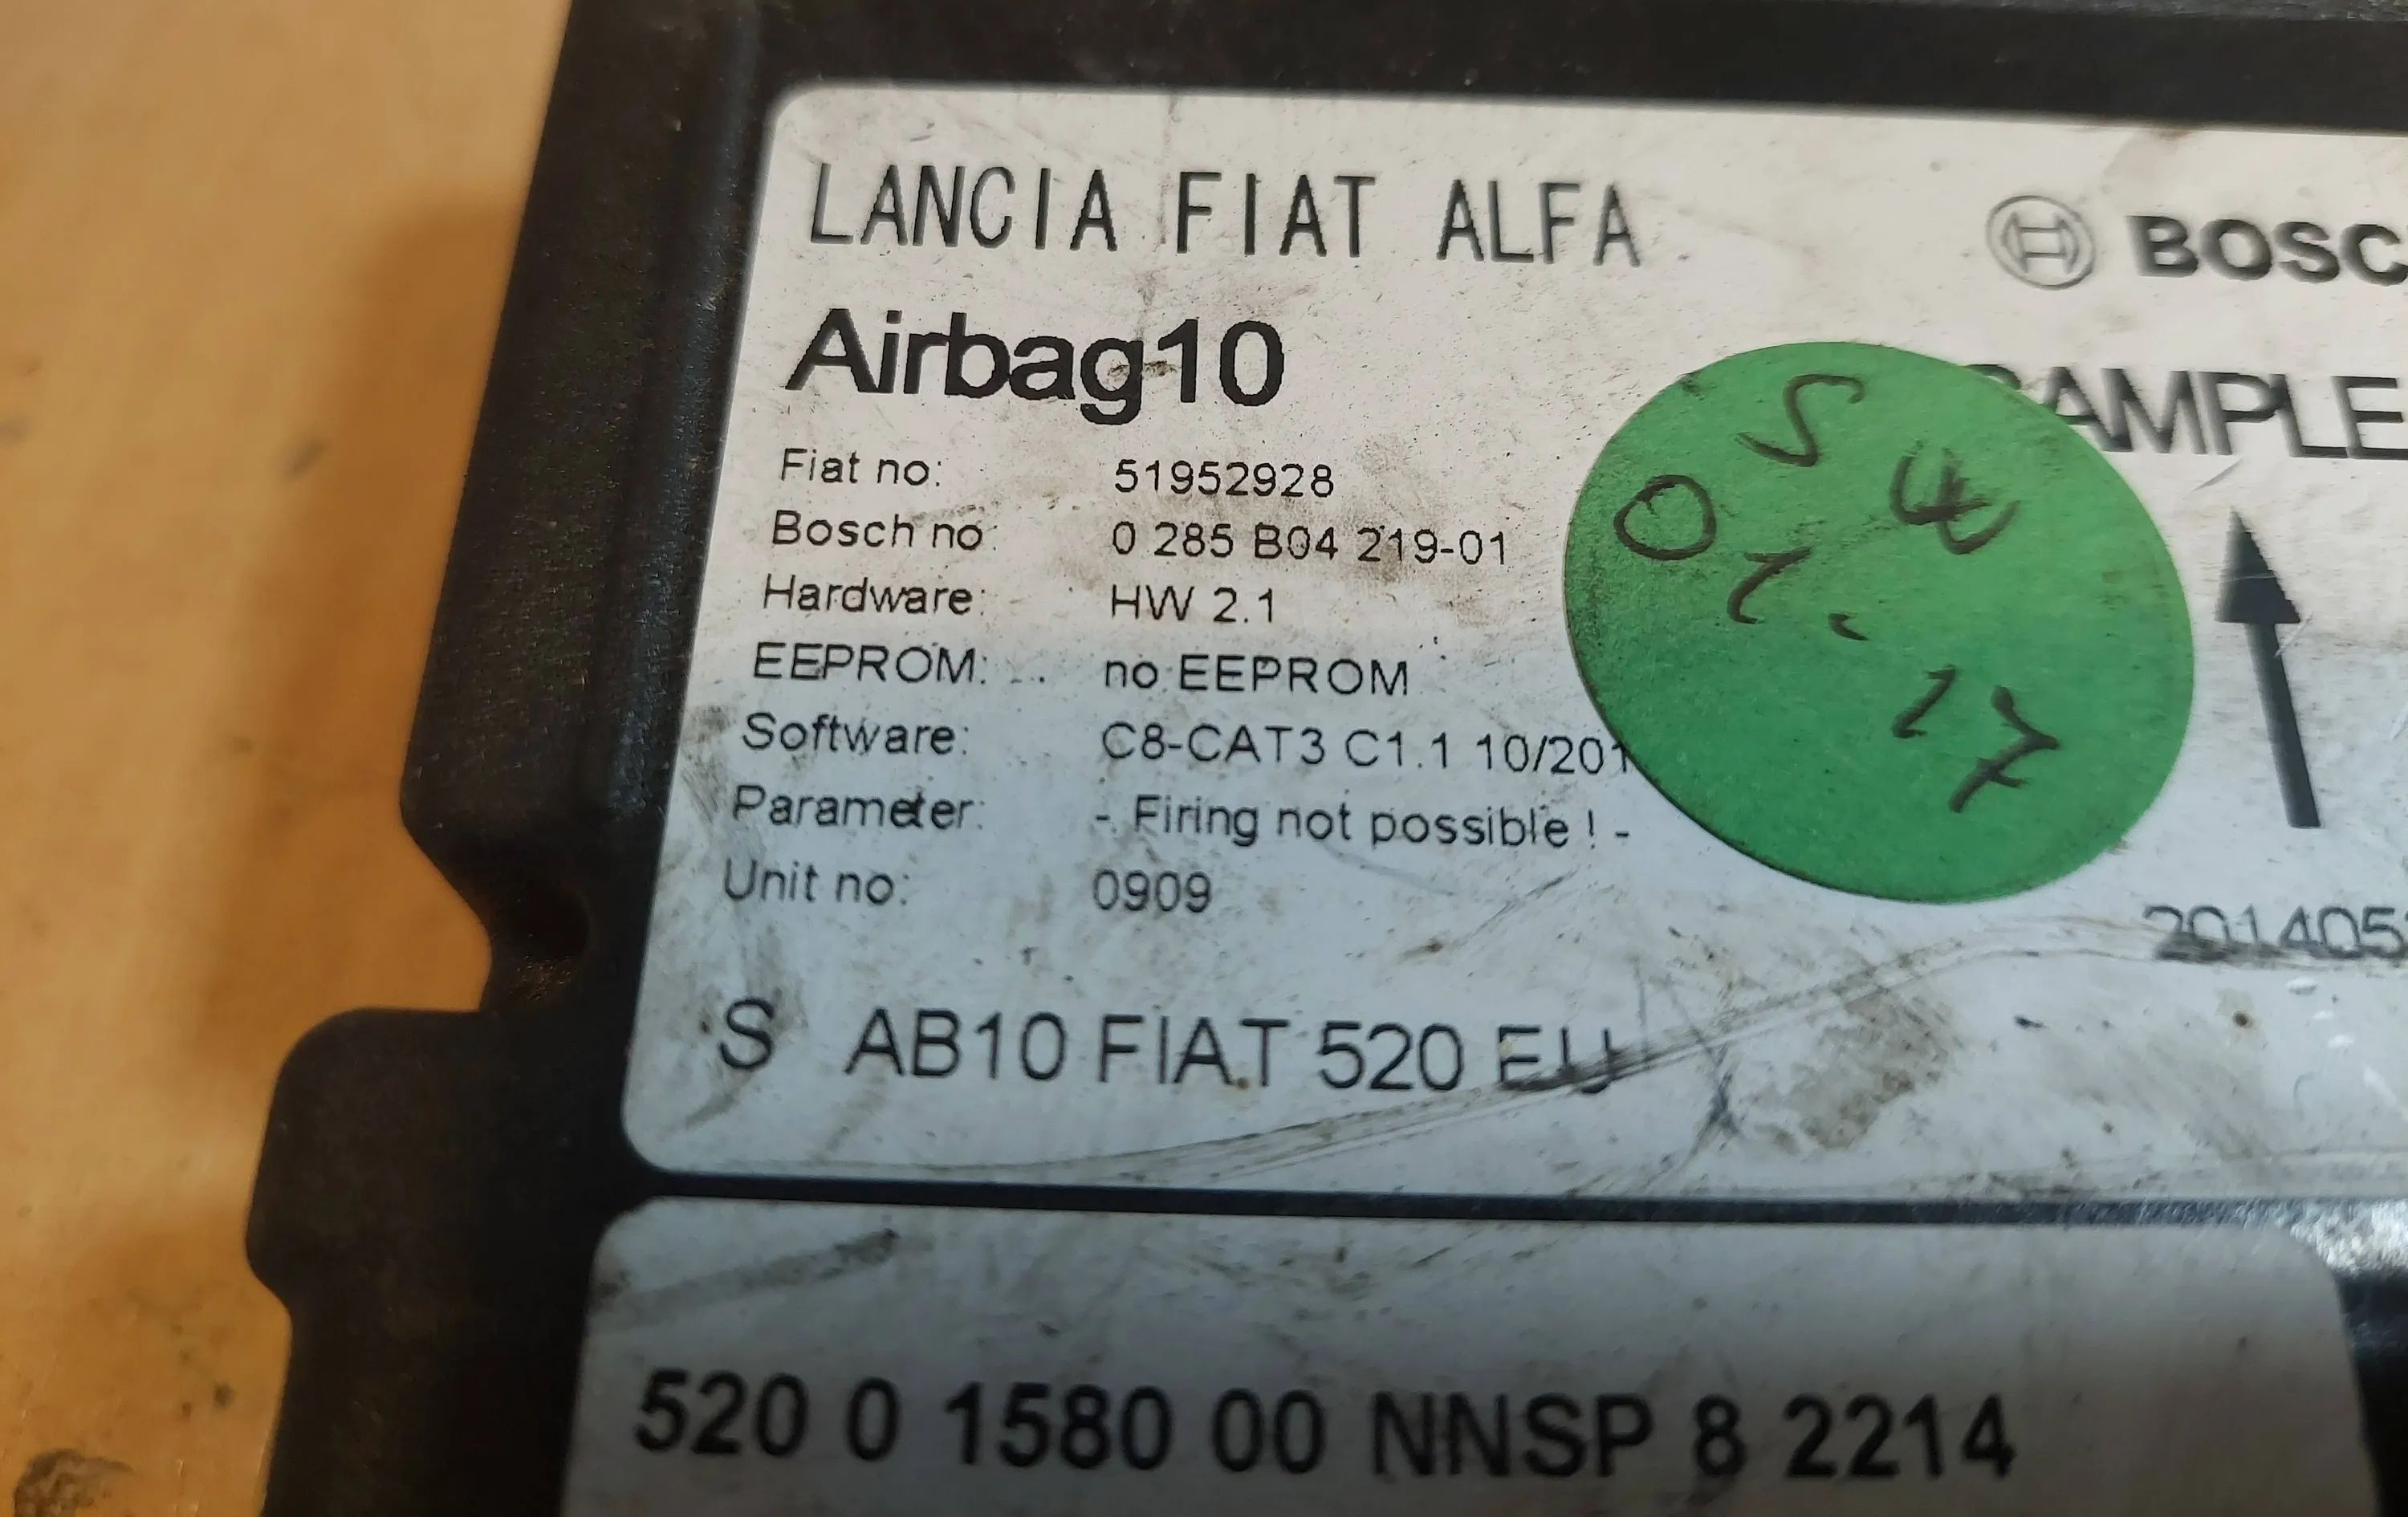 LANCIA FIAT ALFA
BOSC
Airbag10
AMPLE
Fiat no: 51952928
Bosch no: 0 285 B04 219-01
Hardware: HW 2.1
EEPROM: no EEPROM
Software: C8-CAT3 C1.1 10/201
Parameter: - Firing not possible ! -
Unit no: 0909
201405
S AB10 FIAT 520 EU
520 0 1580 00 NNSP 8 2214